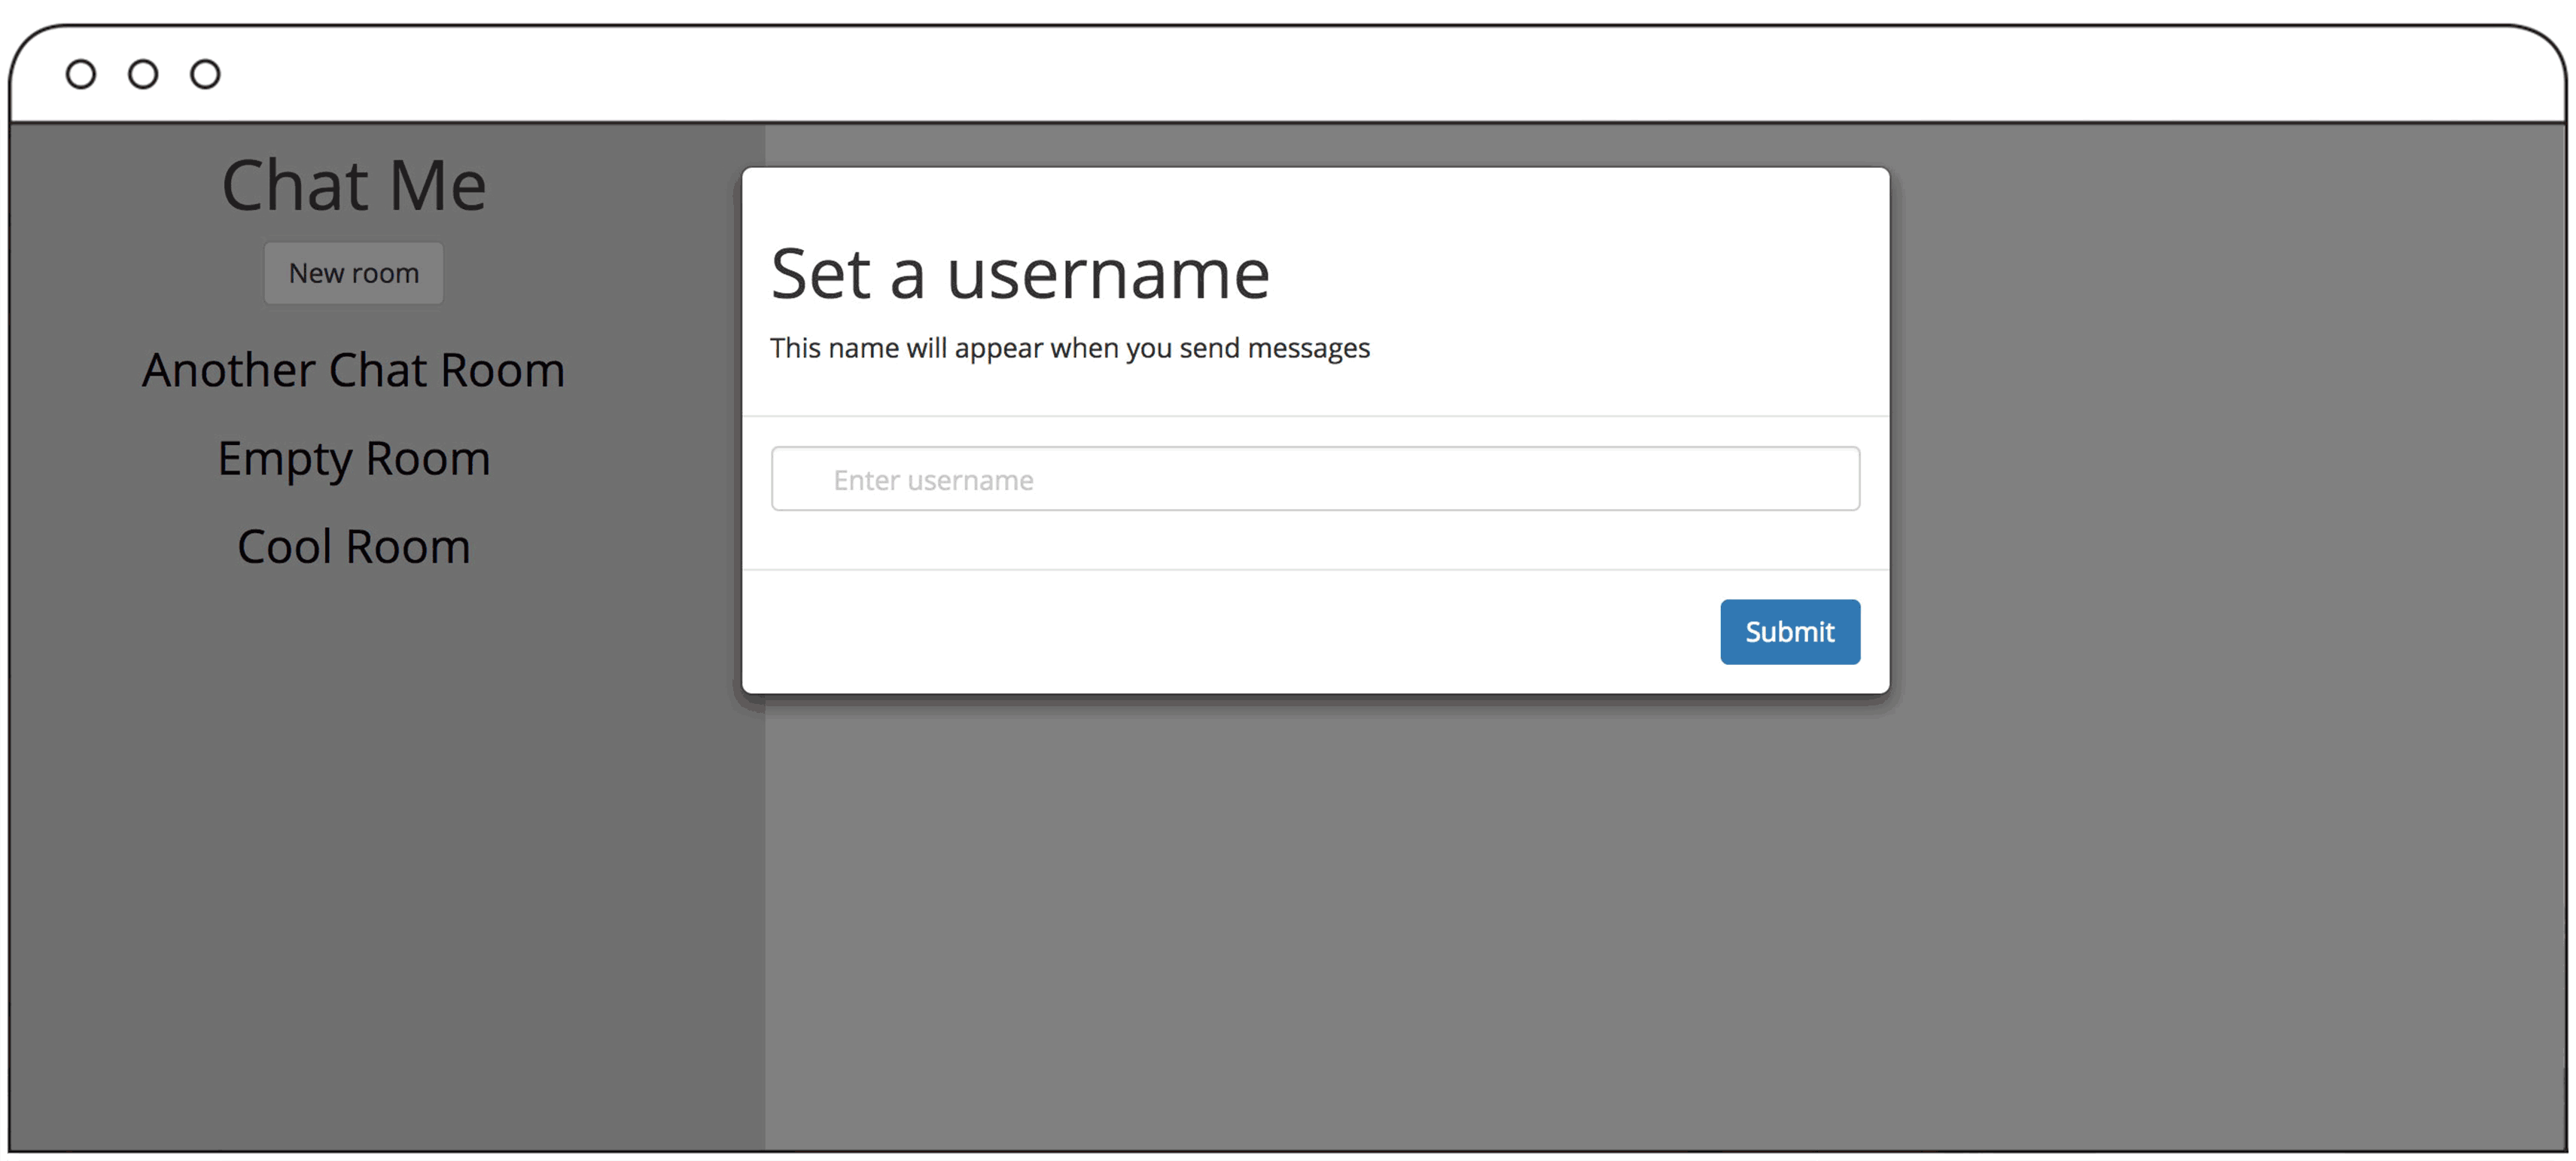 Chat Me
New room
Another Chat Room
Empty Room
Cool Room
Set a username
This name will appear when you send messages
Enter username
Submit